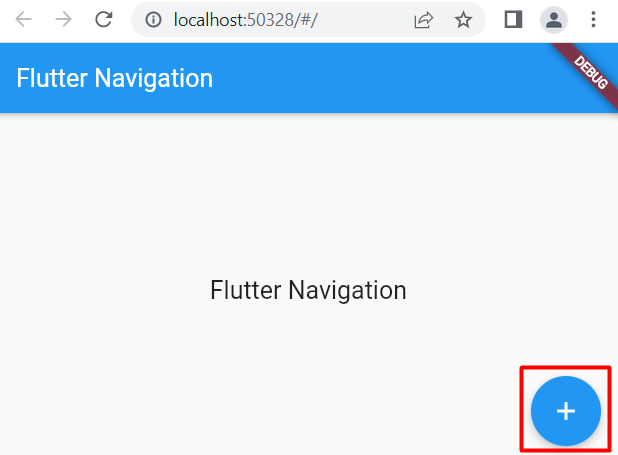 localhost:50328/#/
Flutter Navigation
DEBUG
Flutter Navigation